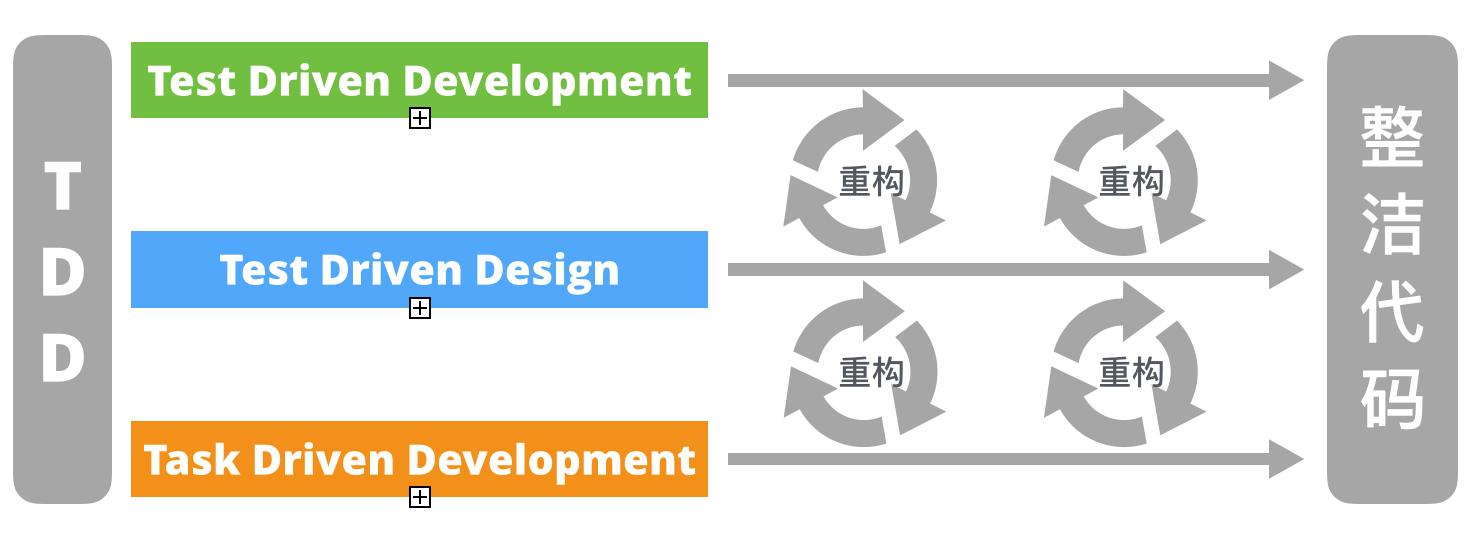 TDD
Test Driven Development
Test Driven Design
Task Driven Development
重构
重构
重构
重构
整洁代码